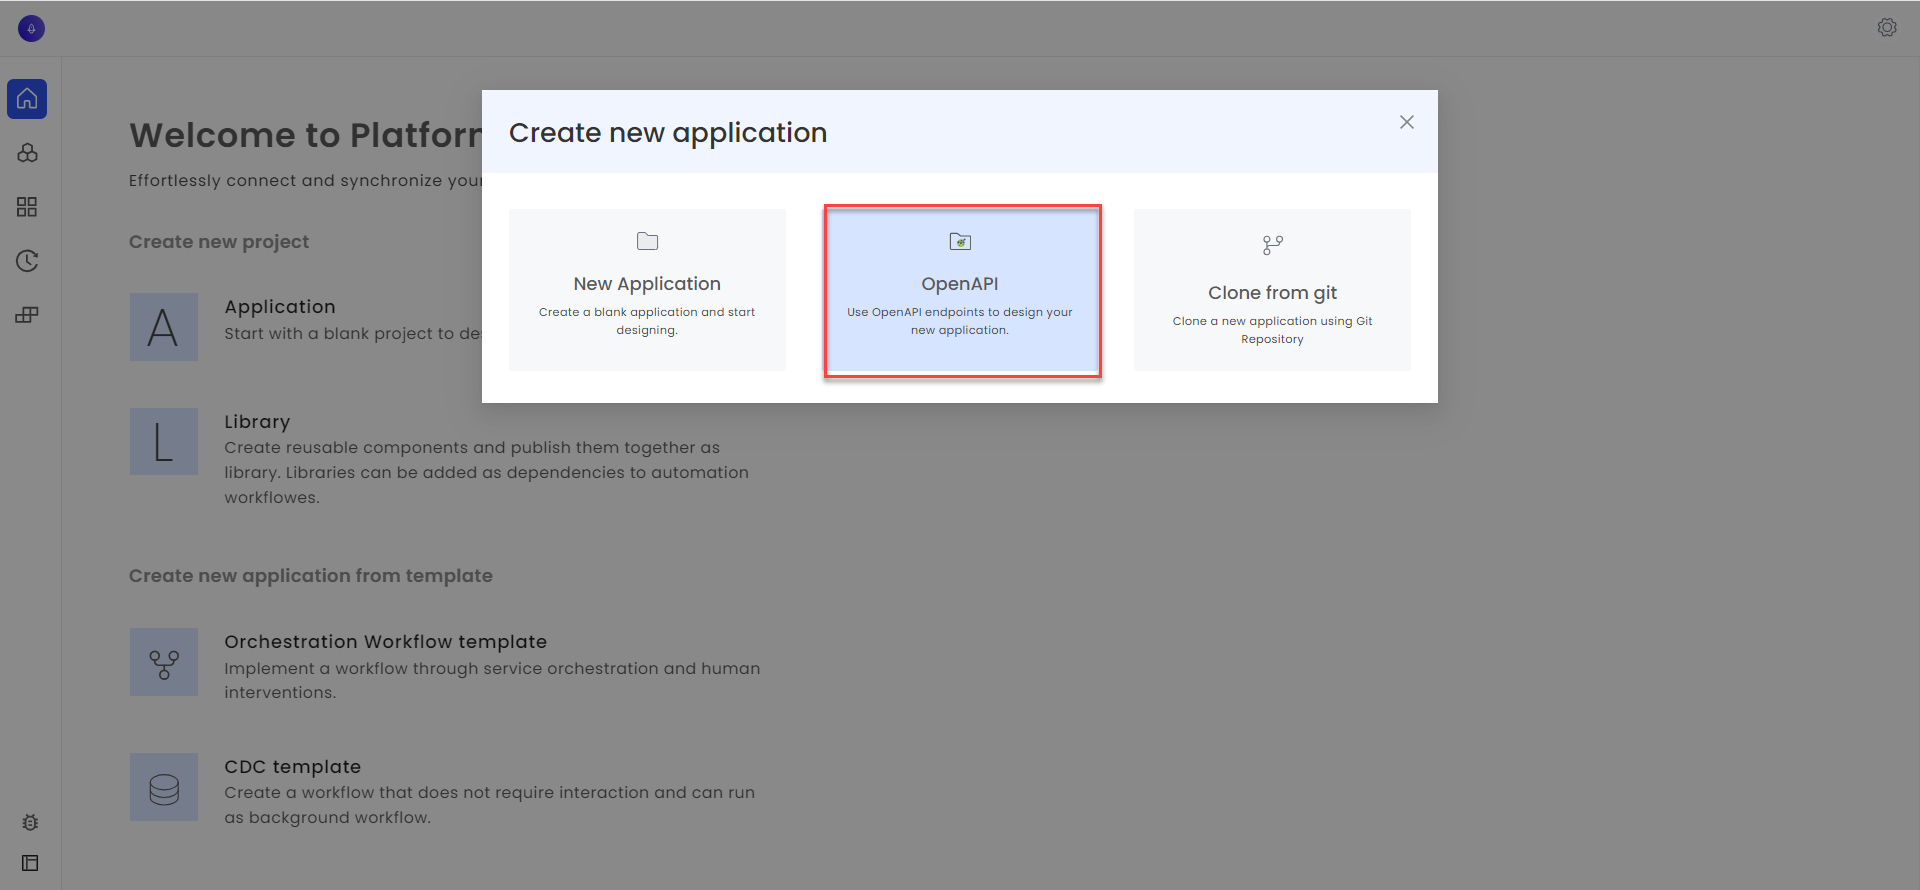 Create new application
New Application
Create a blank application and start
designing.
OpenAPI
Use OpenAPI endpoints to design your
new application.
Clone from git
Clone a new application using Git
Repository
Welcome to Platform
Effortlessly connect and synchronize your
Create new project
Application
Start with a blank project to de
Library
Create reusable components and publish them together as
library. Libraries can be added as dependencies to automation
workflowes.
Create new application from template
Orchestration Workflow template
Implement a workflow through service orchestration and human
interventions.
CDC template
Create a workflow that does not require interaction and can run
as background workflow.